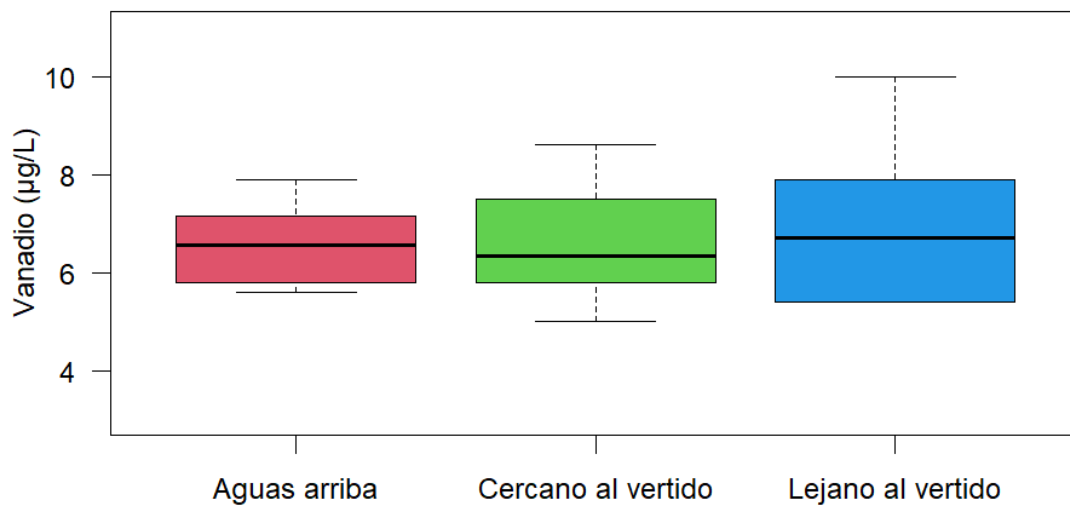 Vanadio (µg/L)
10
8
6
4
Aguas arriba
Cercano al vertido
Lejano al vertido